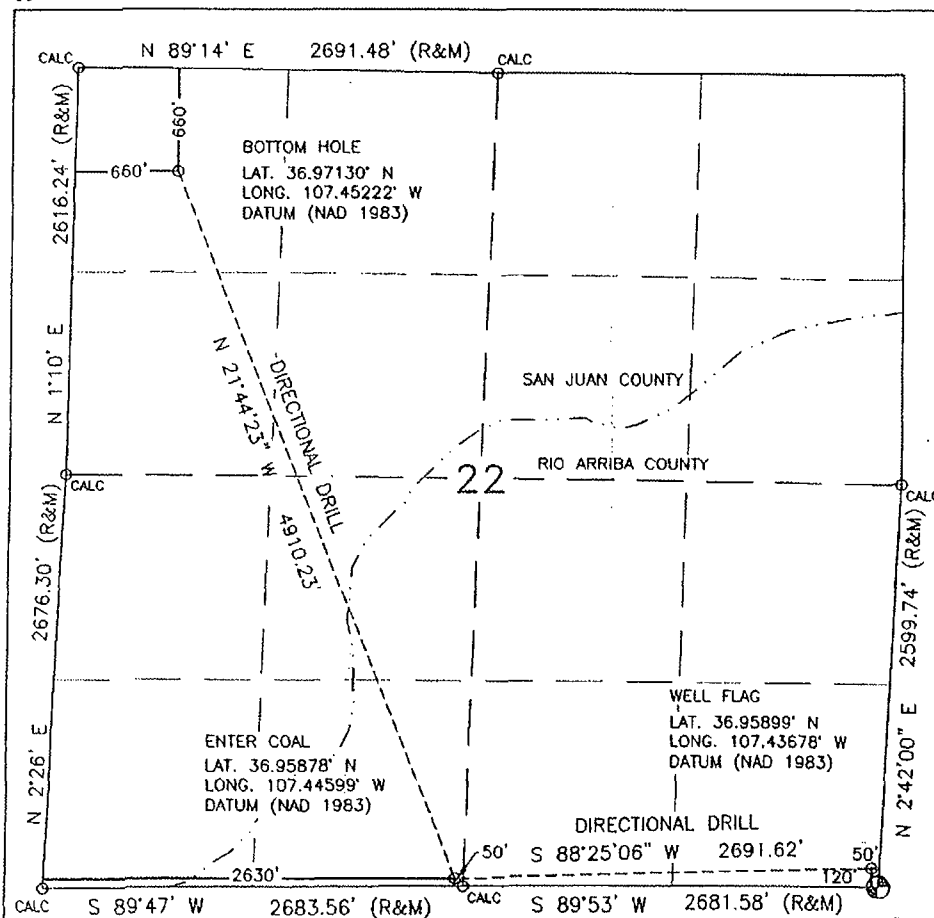 N 89°14' E 2691.48' (R&M)
CALC
CALC
660'
660'
BOTTOM HOLE
LAT. 36.97130° N
LONG. 107.45222° W
DATUM (NAD 1983)
2616.24' (R&M)
N 1°10' E
DIRECTIONAL DRILL
N 21°44'23" W
4910.23'
SAN JUAN COUNTY
RIO ARRIBA COUNTY
22
CALC
CALC
2676.30' (R&M)
N 2°26' E
2599.74' (R&M)
N 2°42'00" E
WELL FLAG
LAT. 36.95899° N
LONG. 107.43678° W
DATUM (NAD 1983)
ENTER COAL
LAT. 36.95878° N
LONG. 107.44599° W
DATUM (NAD 1983)
DIRECTIONAL DRILL
50' S 88°25'06" W 2691.62' 50'
2630'
120'
CALC
CALC
S 89°47' W 2683.56' (R&M)
S 89°53' W 2681.58' (R&M)